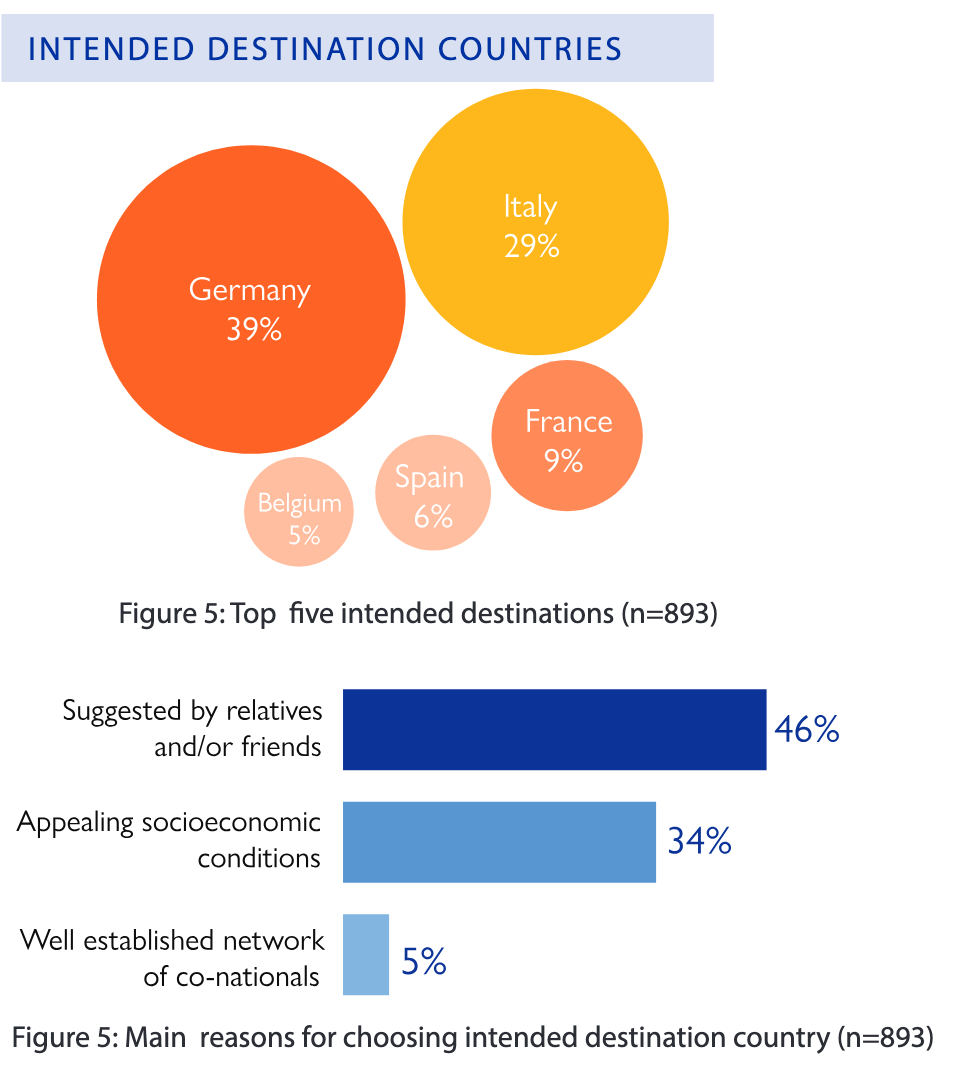 INTENDED DESTINATION COUNTRIES
Italy
29%
Germany
39%
France
9%
Spain
6%
Belgium
5%
Figure 5: Top five intended destinations (n=893)
Suggested by relatives
and/or friends
46%
Appealing socioeconomic
conditions
34%
Well established network
of co-nationals
5%
Figure 5: Main reasons for choosing intended destination country (n=893)